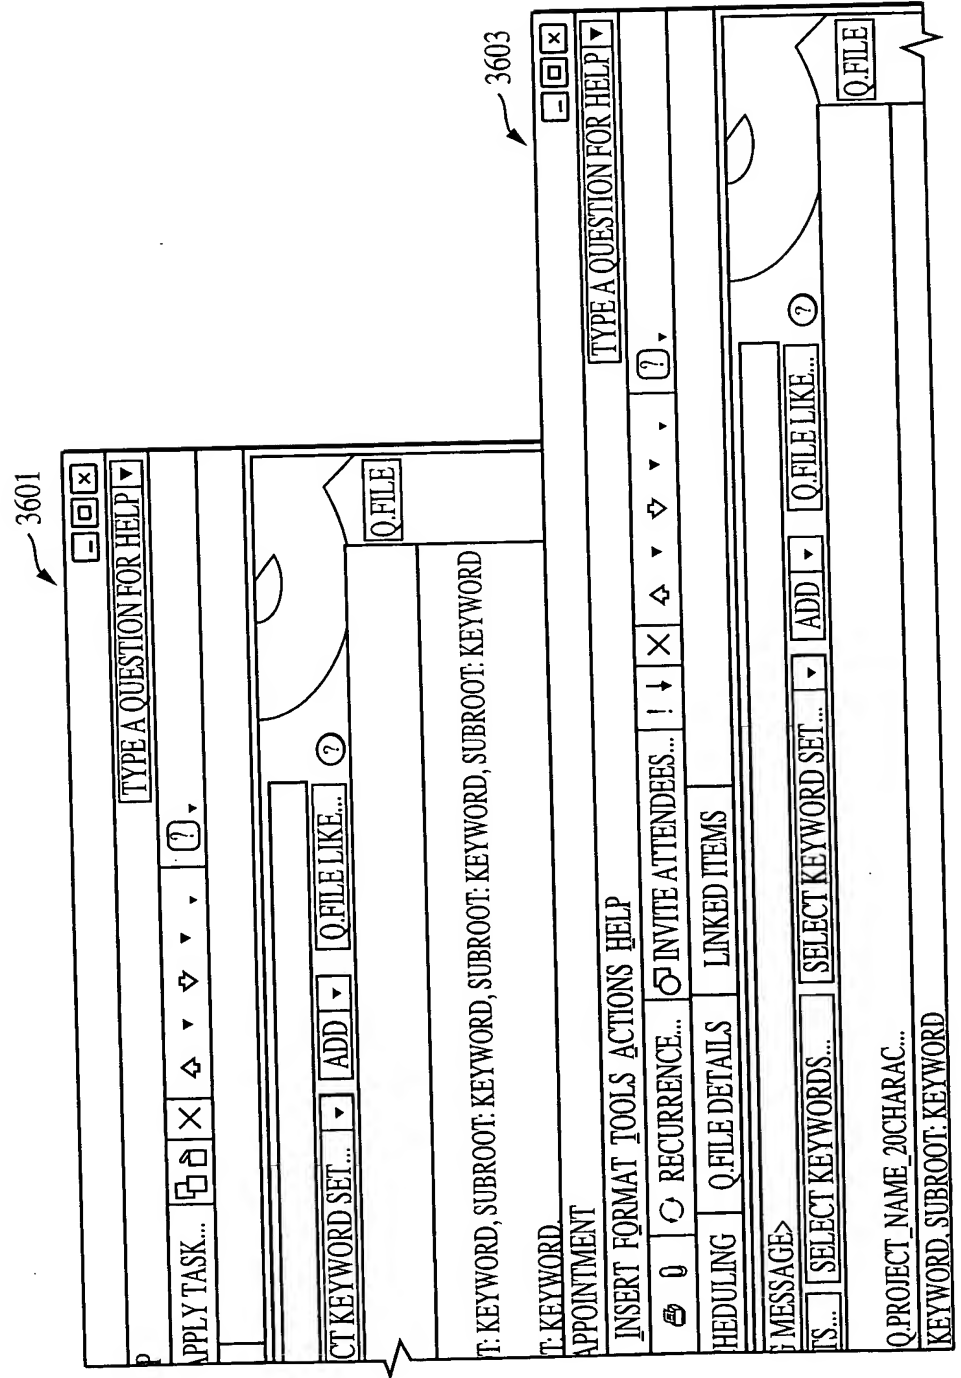 3601
TYPE A QUESTION FOR HELP
P
APPLY TASK...
?
?
CT KEYWORD SET... ADD Q.FILE LIKE...
Q.FILE
T: KEYWORD, SUBROOT: KEYWORD, SUBROOT: KEYWORD, SUBROOT: KEYWORD
T: KEYWORD
3603
APPOINTMENT
TYPE A QUESTION FOR HELP
INSERT FORMAT TOOLS ACTIONS HELP
RECURRENCE... INVITE ATTENDEES... ! ?
HEDULING Q.FILE DETAILS LINKED ITEMS
G MESSAGE>
?
TS... SELECT KEYWORDS... SELECT KEYWORD SET... ADD Q.FILE LIKE...
Q.FILE
Q.PROJECT_NAME_20CHARAC...
KEYWORD, SUBROOT: KEYWORD